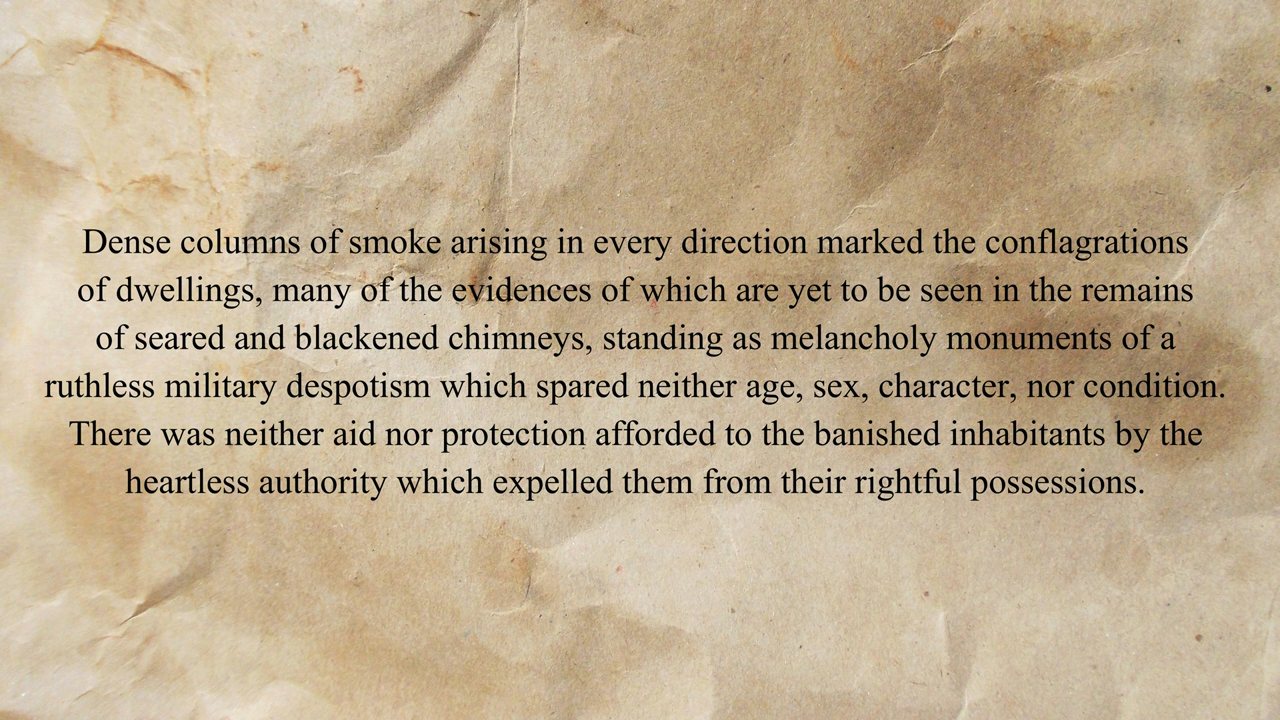 Dense columns of smoke arising in every direction marked the conflagrations
of dwellings, many of the evidences of which are yet to be seen in the remains
of seared and blackened chimneys, standing as melancholy monuments of a
ruthless military despotism which spared neither age, sex, character, nor condition.
There was neither aid nor protection afforded to the banished inhabitants by the
heartless authority which expelled them from their rightful possessions.